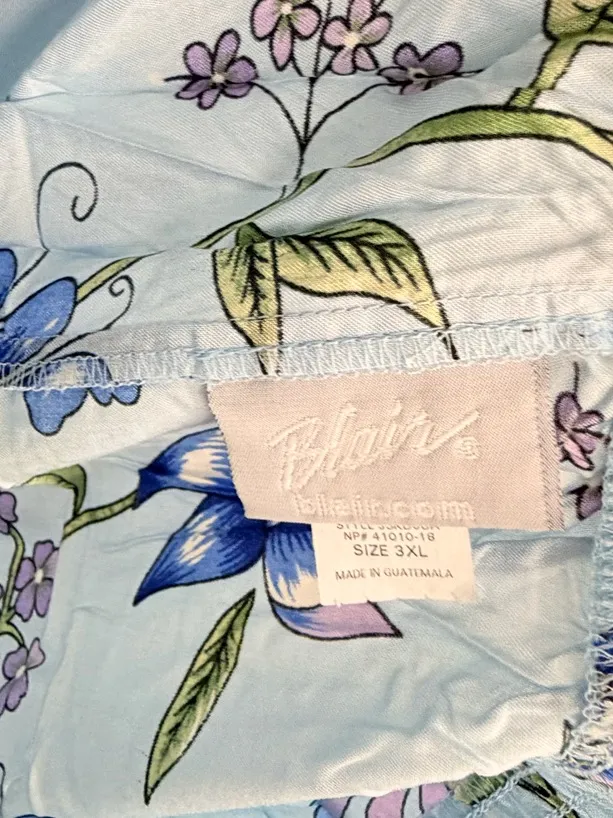 Blair®
blair.com
NP# 41010-16
SIZE 3XL
MADE IN GUATEMALA